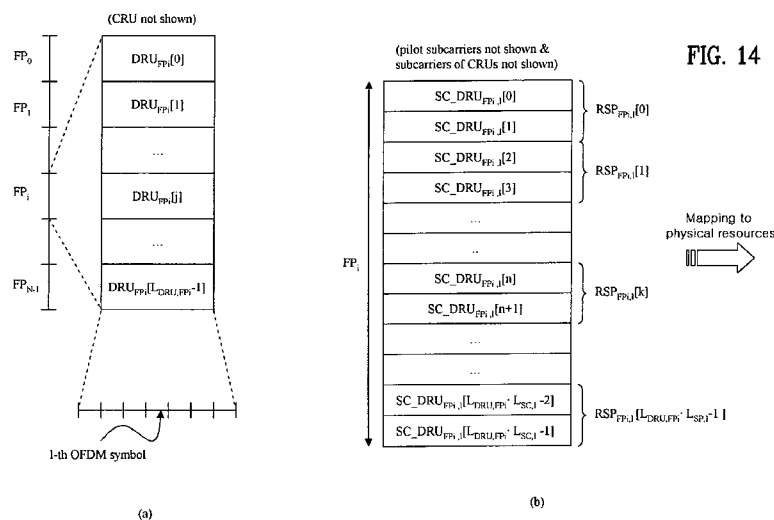 (CRU not shown)
FP0
FP1
FPi
FPN-1
DRUFPi[0]
DRUFPi[1]
...
DRUFPi[j]
...
DRUFPi[LDRU,FPi-1]
l-th OFDM symbol
(a)
(pilot subcarriers not shown &
subcarriers of CRUs not shown)
FIG. 14
FPi
SC_DRUFPi,l[0]
SC_DRUFPi,l[1]
SC_DRUFPi,l[2]
SC_DRUFPi,l[3]
...
..
SC_DRUFPi,l[n]
SC_DRUFPi,l[n+1]
...
...
SC_DRUFPi,l[LDRU,FPi· LSC,l -2]
SC_DRUFPi,l[LDRU,FPi· LSC,l -1]
RSPFPi,l[0]
RSPFPi,l[1]
RSPFPi,l[k]
RSPFPi,l[LDRU,FPi· LSP,l-1 ]
Mapping to
physical resources
(b)